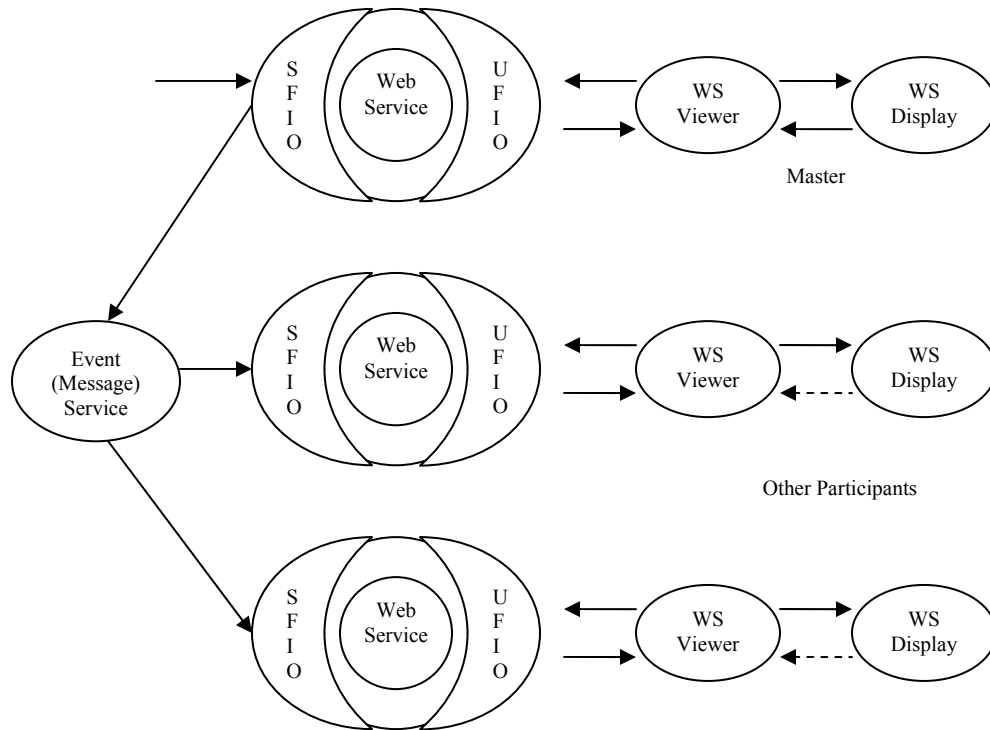 S
F
I
O
Web
Service
U
F
I
O
WS
Viewer
WS
Display
Master
Event
(Message)
Service
S
F
I
O
Web
Service
U
F
I
O
WS
Viewer
WS
Display
Other Participants
S
F
I
O
Web
Service
U
F
I
O
WS
Viewer
WS
Display